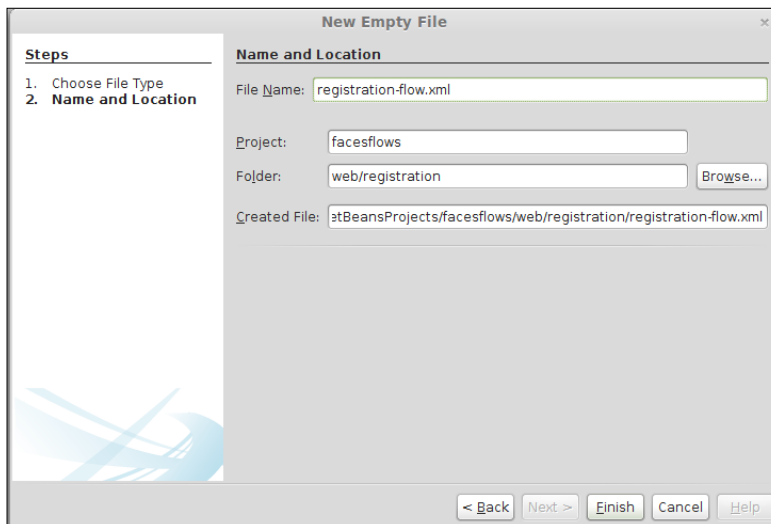 New Empty File
Steps
1. Choose File Type
2. Name and Location
Name and Location
File Name: registration-flow.xml
Project: facesflows
Folder: web/registration Browse...
Created File: etBeansProjects/facesflows/web/registration/registration-flow.xml
< Back Next > Finish Cancel Help